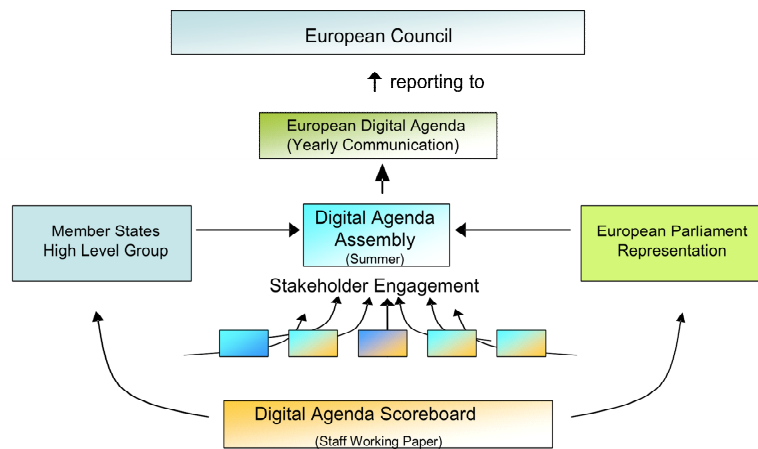 European Council
reporting to
European Digital Agenda
(Yearly Communication)
Member States
High Level Group
Digital Agenda
Assembly
(Summer)
European Parliament
Representation
Stakeholder Engagement
Digital Agenda Scoreboard
(Staff Working Paper)